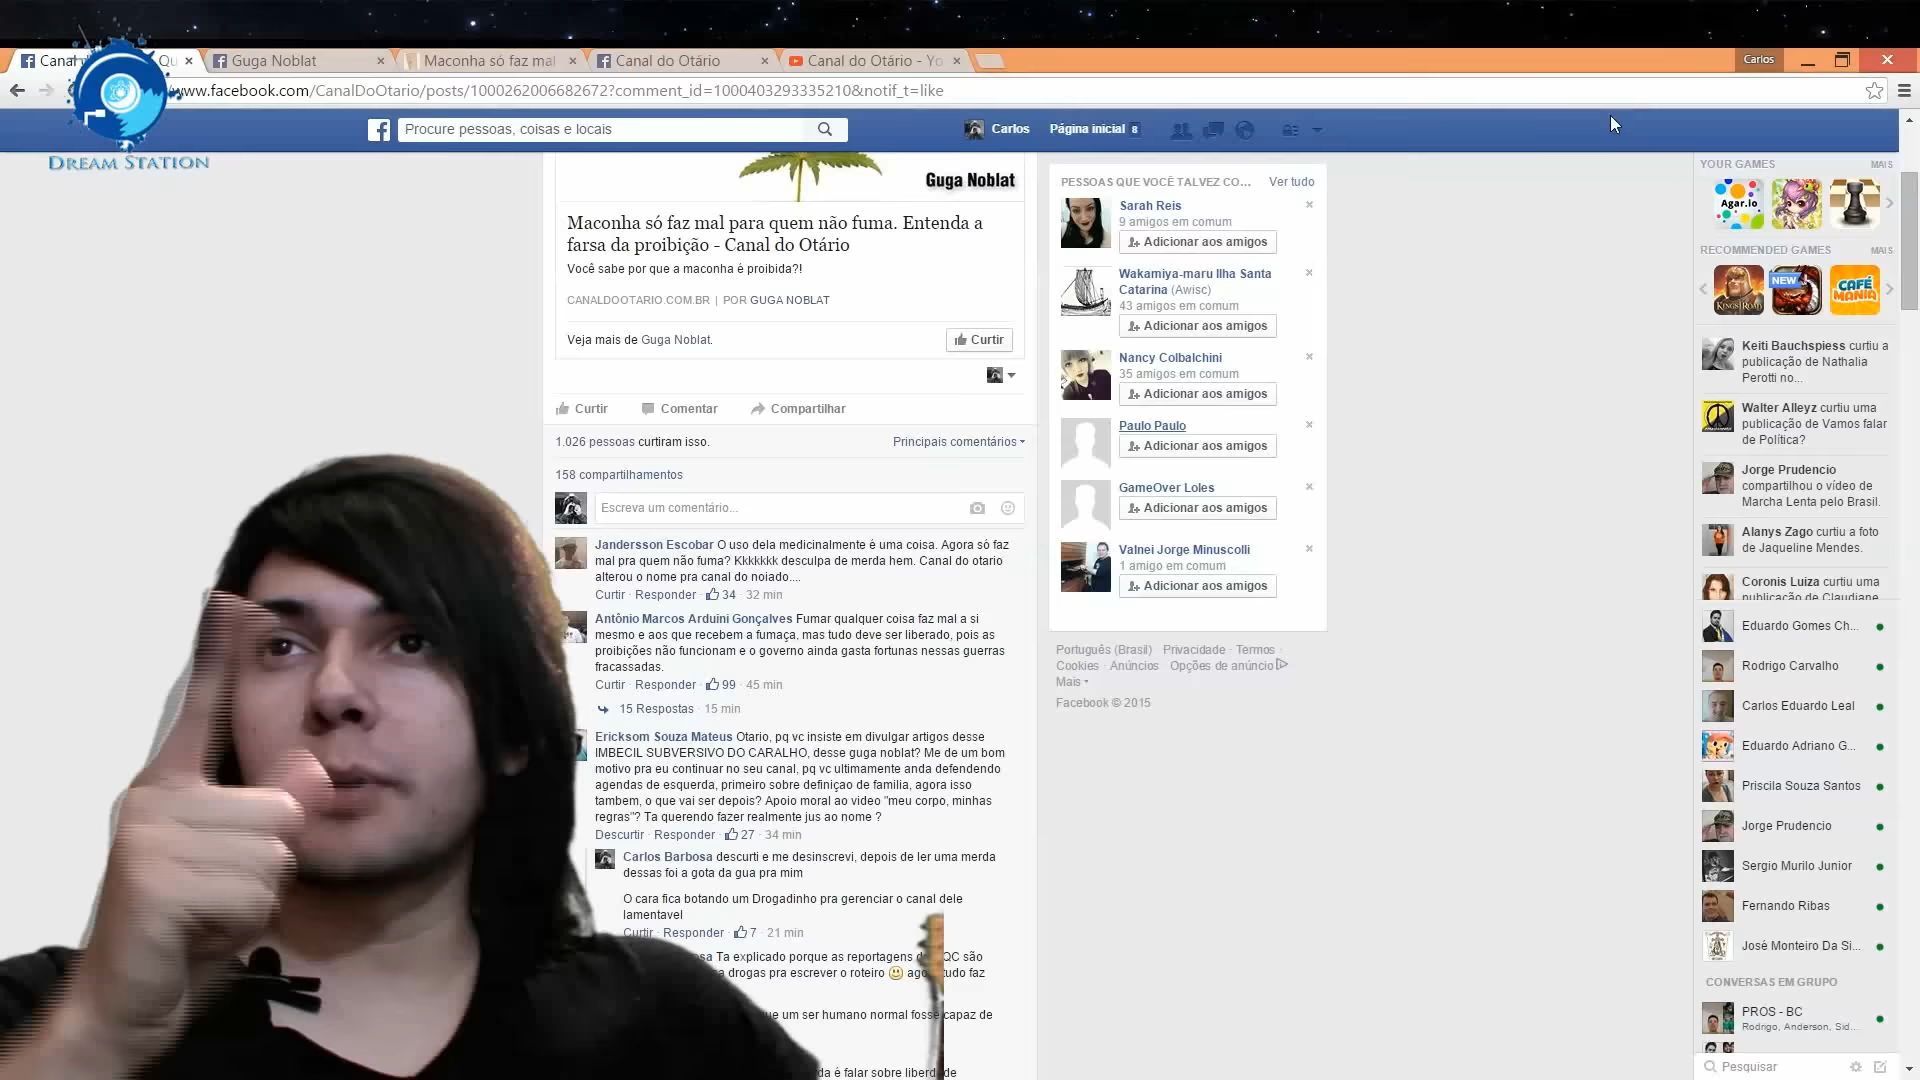 Canal
Qu
Guga Noblat
Maconha só faz mal
Canal do Otário
Canal do Otário - Yo
Carlos
www.facebook.com/CanalDoOtario/posts/1000262006682672?comment_id=1000403293335210&notif_t=like
DREAM STATION
Procure pessoas, coisas e locais
Carlos
Página inicial 8
Guga Noblat
Maconha só faz mal para quem não fuma. Entenda a
farsa da proibição - Canal do Otário
Você sabe por que a maconha é proibida?!
CANALDOOTARIO.COM.BR | POR GUGA NOBLAT
Veja mais de Guga Noblat.
Curtir
Curtir Comentar Compartilhar
1.026 pessoas curtiram isso.
Principais comentários
158 compartilhamentos
Escreva um comentário...
Jandersson Escobar O uso dela medicinalmente é uma coisa. Agora só faz
mal pra quem não fuma? Kkkkkkk desculpa de merda hem. Canal do otario
alterou o nome pra canal do noiado....
Curtir · Responder · 34 · 32 min
Antônio Marcos Arduini Gonçalves Fumar qualquer coisa faz mal a si
mesmo e aos que recebem a fumaça, mas tudo deve ser liberado, pois as
proibições não funcionam e o governo ainda gasta fortunas nessas guerras
fracassadas.
Curtir · Responder · 99 · 45 min
15 Respostas · 15 min
Ericksom Souza Mateus Otario, pq vc insiste em divulgar artigos desse
IMBECIL SUBVERSIVO DO CARALHO, desse guga noblat? Me de um bom
motivo pra eu continuar no seu canal, pq vc ultimamente anda defendendo
agendas de esquerda, primeiro sobre definiçao de familia, agora isso
tambem, o que vai ser depois? Apoio moral ao video "meu corpo, minhas
regras"? Ta querendo fazer realmente jus ao nome ?
Descurtir · Responder · 27 · 34 min
Carlos Barbosa descurti e me desinscrevi, depois de ler uma merda
dessas foi a gota da gua pra mim
O cara fica botando um Drogadinho pra gerenciar o canal dele
lamentavel
Curtir · Responder · 7 · 21 min
sa Ta explicado porque as reportagens d QC são
a drogas pra escrever o roteiro ago tudo faz
ue um ser humano normal fosse capaz de
da é falar sobre liberd de
PESSOAS QUE VOCÊ TALVEZ CO...
Ver tudo
Sarah Reis
9 amigos em comum
Adicionar aos amigos
Wakamiya-maru Ilha Santa
Catarina (Awisc)
43 amigos em comum
Adicionar aos amigos
Nancy Colbalchini
35 amigos em comum
Adicionar aos amigos
Paulo Paulo
Adicionar aos amigos
GameOver Loles
Adicionar aos amigos
Valnei Jorge Minuscolli
1 amigo em comum
Adicionar aos amigos
Português (Brasil) · Privacidade · Termos ·
Cookies · Anúncios · Opções de anúncio
Mais
Facebook © 2015
YOUR GAMES
MAIS
Agar.io
RECOMMENDED GAMES
MAIS
KINGSROAD
NEW
CAFÉ
MANIA
Keiti Bauchspiess curtiu a
publicação de Nathalia
Perotti no...
Walter Alleyz curtiu uma
publicação de Vamos falar
de Política?
Jorge Prudencio
compartilhou o vídeo de
Marcha Lenta pelo Brasil.
Alanys Zago curtiu a foto
de Jaqueline Mendes.
Coronis Luiza curtiu uma
publicação de Claudiane
Eduardo Gomes Ch...
Rodrigo Carvalho
Carlos Eduardo Leal
Eduardo Adriano G...
Priscila Souza Santos
Jorge Prudencio
Sergio Murilo Junior
Fernando Ribas
José Monteiro Da Si...
CONVERSAS EM GRUPO
PROS - BC
Rodrigo, Anderson, Sid...
Pesquisar